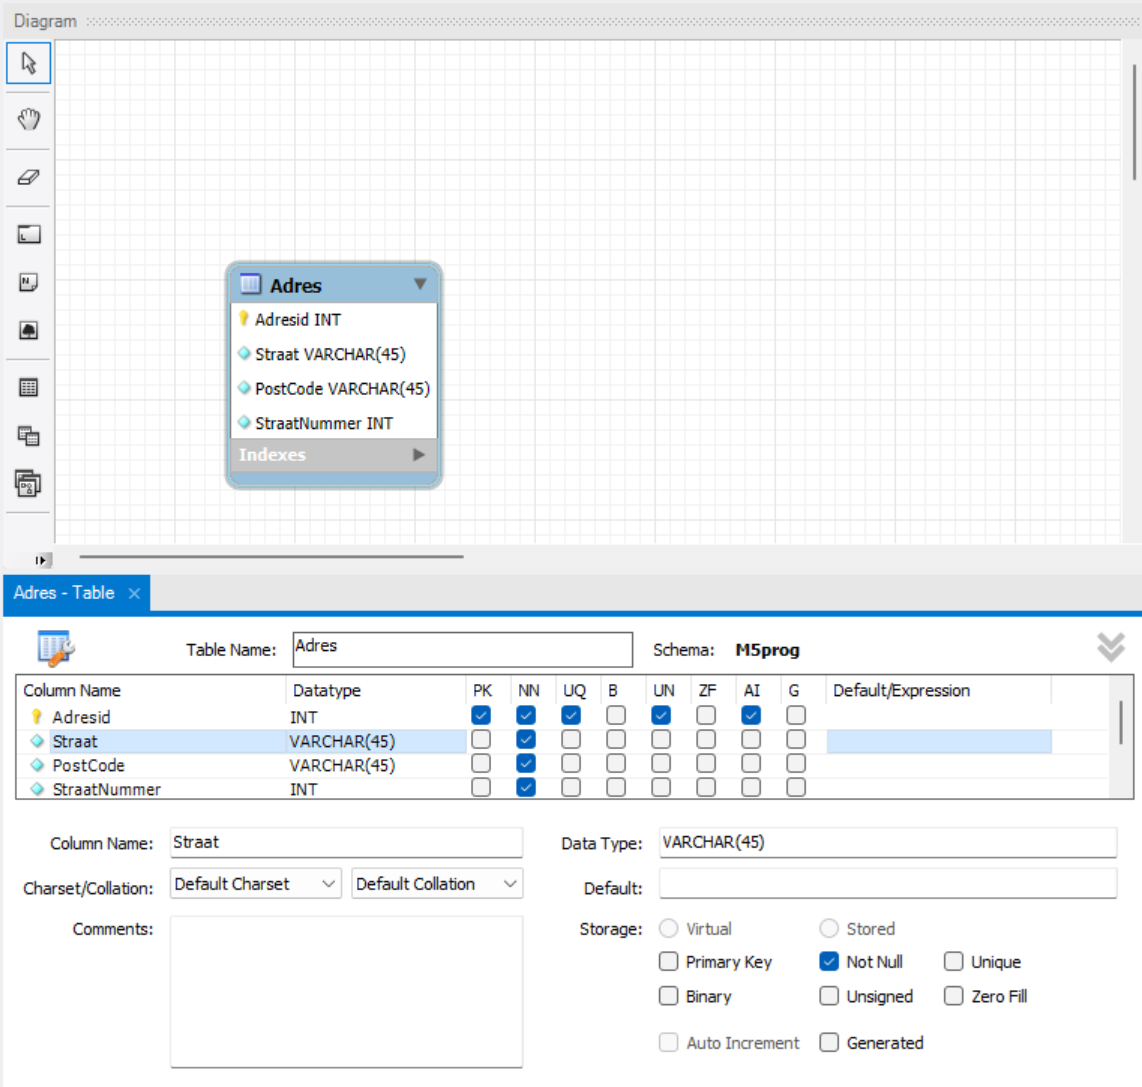 Diagram
Adres
Adresid INT
Straat VARCHAR(45)
PostCode VARCHAR(45)
StraatNummer INT
Indexes
Adres - Table
Table Name: Adres Schema: M5prog
Column Name Datatype PK NN UQ B UN ZF AI G Default/Expression
Adresid INT
Straat VARCHAR(45)
PostCode VARCHAR(45)
StraatNummer INT
Column Name: Straat Data Type: VARCHAR(45)
Charset/Collation: Default Charset Default Collation Default:
Comments: Storage: Virtual Stored
Primary Key Not Null Unique
Binary Unsigned Zero Fill
Auto Increment Generated